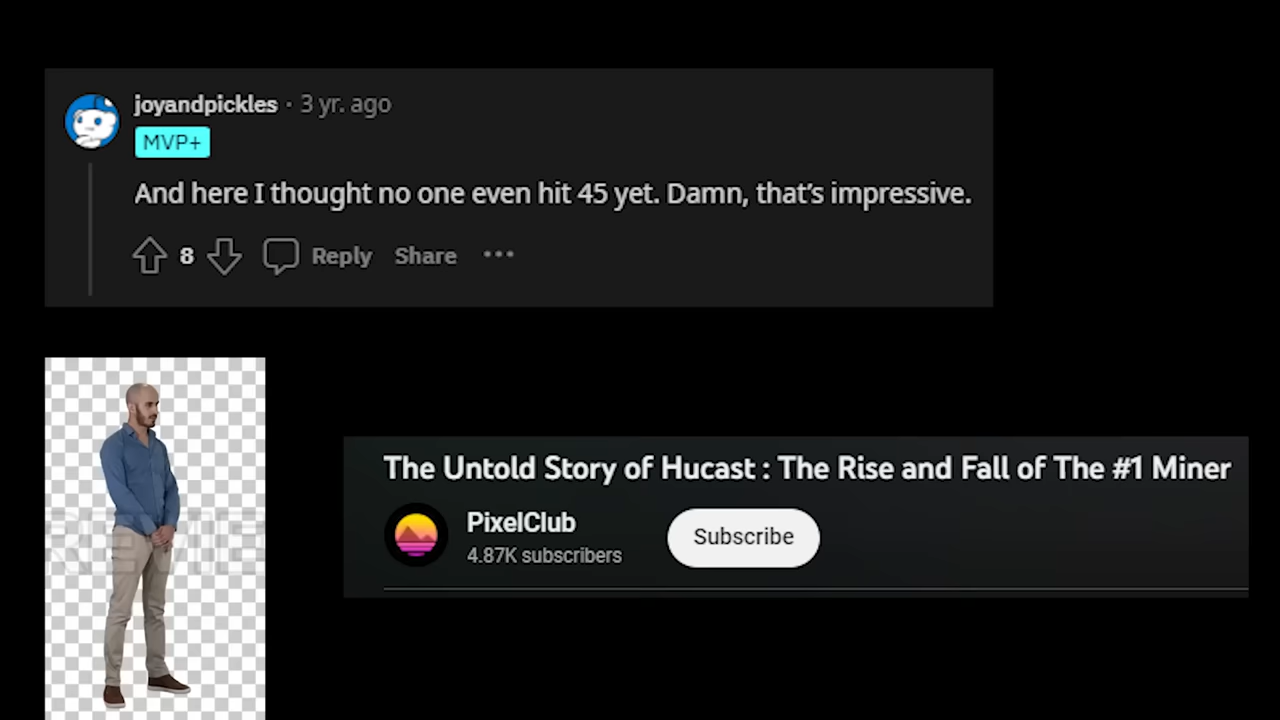 joyandpickles · 3 yr. ago
MVP+
And here I thought no one even hit 45 yet. Damn, that's impressive.
8 Reply Share ···
The Untold Story of Hucast : The Rise and Fall of The #1 Miner
PixelClub
4.87K subscribers
Subscribe